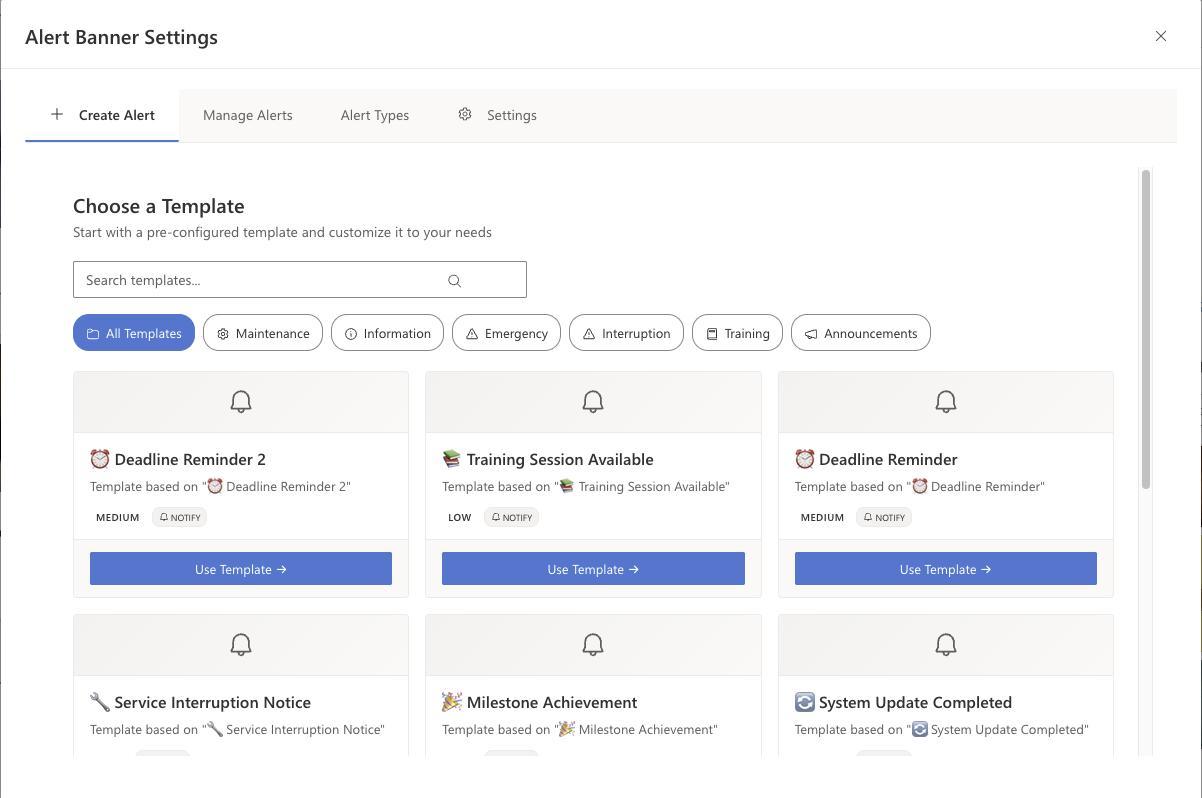 Alert Banner Settings
Create Alert
Manage Alerts
Alert Types
Settings
Choose a Template
Start with a pre-configured template and customize it to your needs
Search templates...
All Templates
Maintenance
Information
Emergency
Interruption
Training
Announcements
⏰ Deadline Reminder 2
Template based on "⏰ Deadline Reminder 2"
MEDIUM
NOTIFY
Use Template →
📚 Training Session Available
Template based on "📚 Training Session Available"
LOW
NOTIFY
Use Template →
⏰ Deadline Reminder
Template based on "⏰ Deadline Reminder"
MEDIUM
NOTIFY
Use Template →
🔧 Service Interruption Notice
Template based on "🔧 Service Interruption Notice"
🎉 Milestone Achievement
Template based on "🎉 Milestone Achievement"
🔄 System Update Completed
Template based on "🔄 System Update Completed"